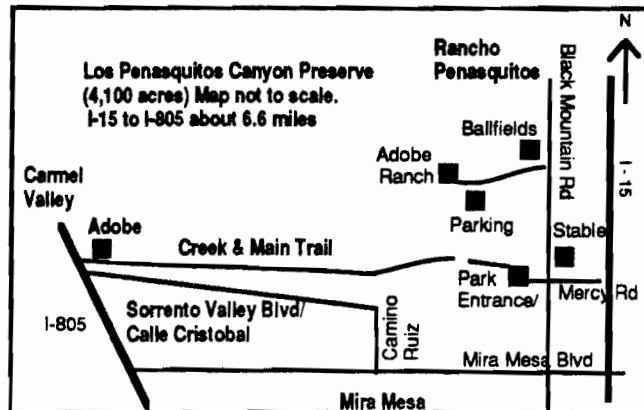 N
Rancho
Penasquitos
Black Mountain Rd
Los Penasquitos Canyon Preserve
(4,100 acres) Map not to scale.
I-15 to I-805 about 6.6 miles
Ballfields
Adobe
Ranch
I - 15
Carmel
Valley
Parking
Adobe
Stable
Creek & Main Trail
Park
Entrance/
Mercy Rd
Sorrento Valley Blvd/
Calle Cristobal
I-805
Camino
Ruiz
Mira Mesa Blvd
Mira Mesa